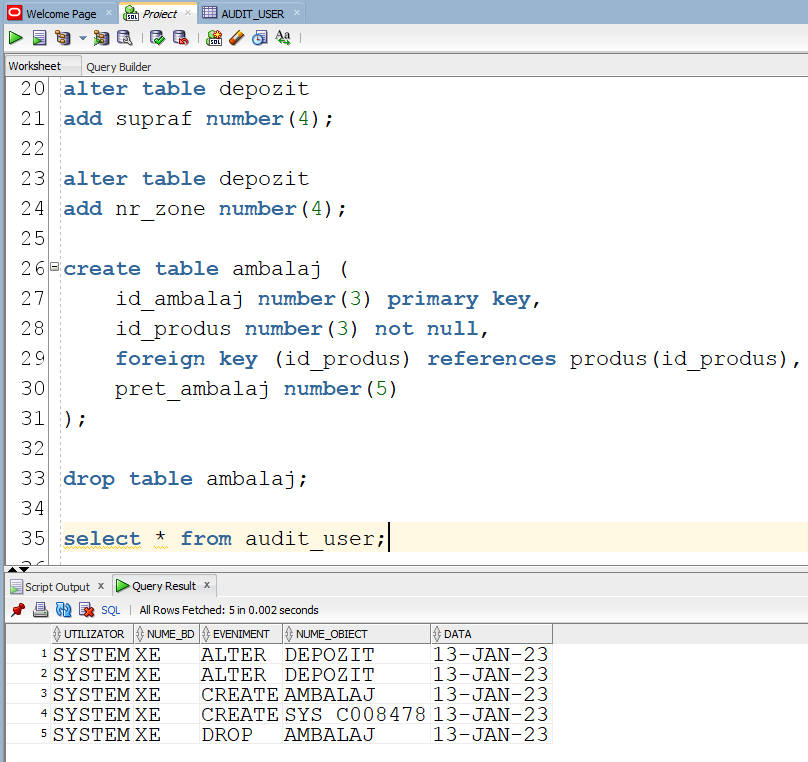 Welcome Page
Proiect
AUDIT_USER
Worksheet
Query Builder
20 alter table depozit
21 add supraf number(4);
22
23 alter table depozit
24 add nr_zone number(4);
25
26 create table ambalaj (
27 id_ambalaj number(3) primary key,
28 id_produs number(3) not null,
29 foreign key (id_produs) references produs(id_produs),
30 pret_ambalaj number(5)
31 );
32
33 drop table ambalaj;
34
35 select * from audit_user;
Script Output
Query Result
SQL
All Rows Fetched: 5 in 0.002 seconds
UTILIZATOR NUME_BD EVENIMENT NUME_OBIECT DATA
1 SYSTEM XE ALTER DEPOZIT 13-JAN-23
2 SYSTEM XE ALTER DEPOZIT 13-JAN-23
3 SYSTEM XE CREATE AMBALAJ 13-JAN-23
4 SYSTEM XE CREATE SYS_C008478 13-JAN-23
5 SYSTEM XE DROP AMBALAJ 13-JAN-23